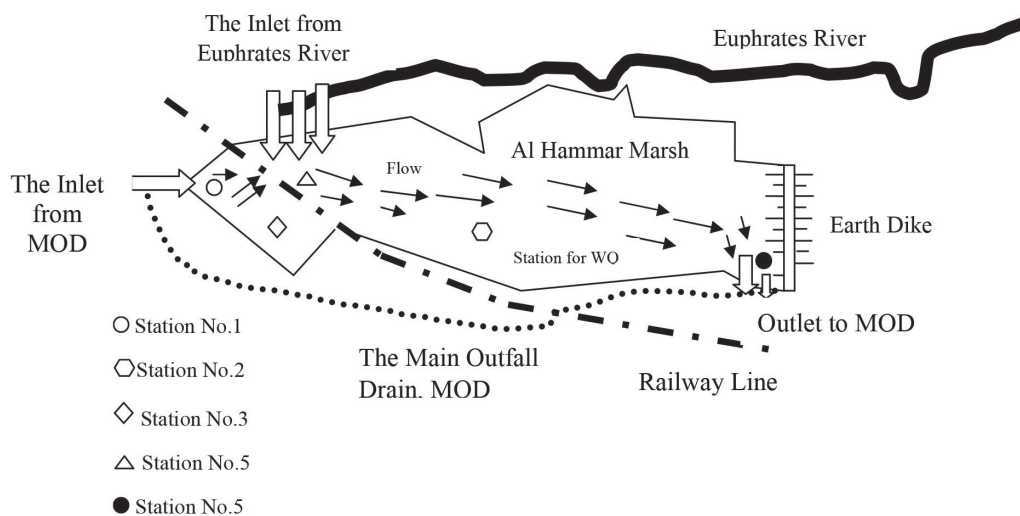 The Inlet from
Euphrates River
Euphrates River
Al Hammar Marsh
Flow
The Inlet
from
MOD
Earth Dike
Station for WO
Outlet to MOD
Station No.1
The Main Outfall
Drain. MOD
Station No.2
Railway Line
Station No.3
Station No.5
Station No.5